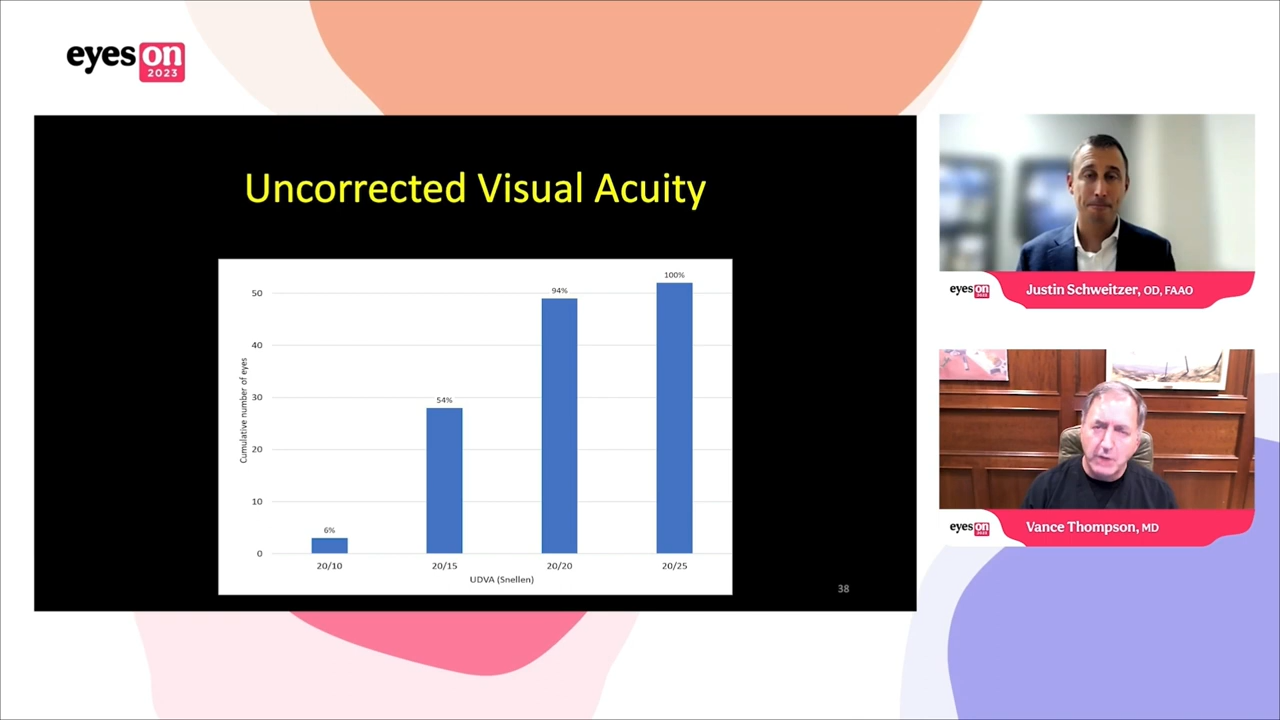 eyes on
2023
Uncorrected Visual Acuity
Cumulative number of eyes
50
40
30
20
10
0
6%
54%
94%
100%
20/10
20/15
20/20
20/25
UDVA (Snellen)
38
eyes on
2023
Justin Schweitzer, OD, FAAO
eyes on
2023
Vance Thompson, MD